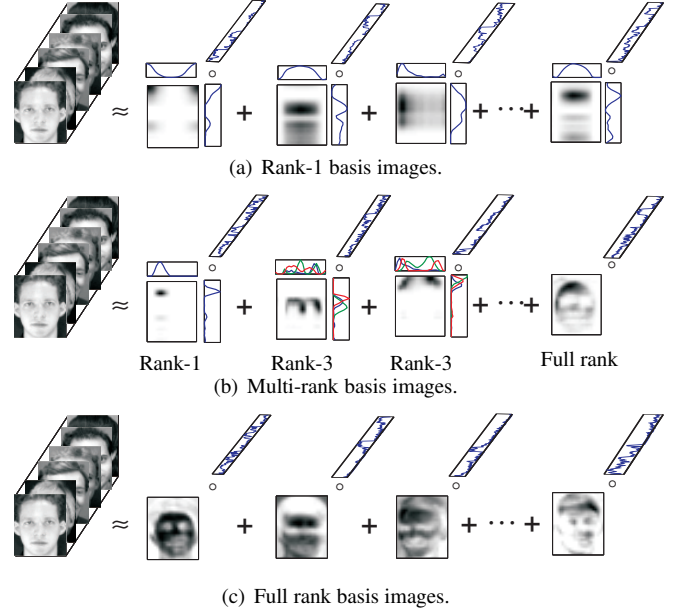 ≈ + + + ··· +
(a) Rank-1 basis images.
≈ + + + ··· +
Rank-1 Rank-3 Rank-3 Full rank
(b) Multi-rank basis images.
≈ + + + ··· +
(c) Full rank basis images.